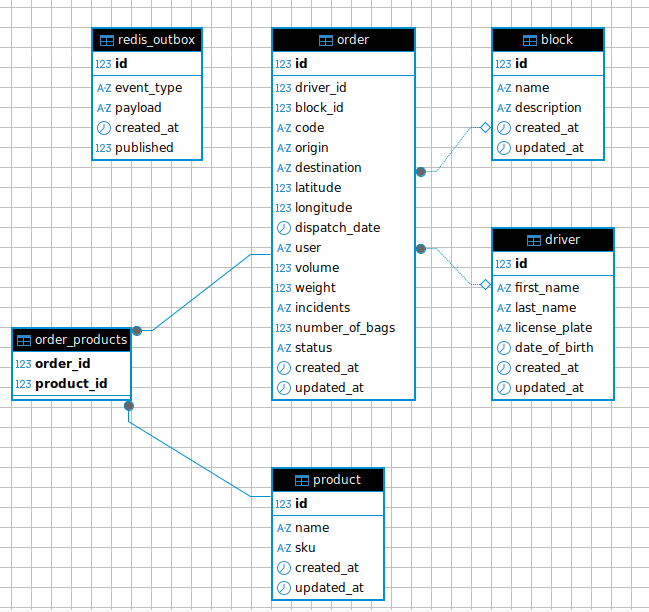 redis_outbox
123 id
A-Z event_type
A-Z payload
created_at
123 published
order
123 id
123 driver_id
123 block_id
A-Z code
A-Z origin
A-Z destination
123 latitude
123 longitude
dispatch_date
A-Z user
123 volume
123 weight
A-Z incidents
123 number_of_bags
A-Z status
created_at
updated_at
block
123 id
A-Z name
A-Z description
created_at
updated_at
driver
123 id
A-Z first_name
A-Z last_name
A-Z license_plate
date_of_birth
created_at
updated_at
order_products
123 order_id
123 product_id
product
123 id
A-Z name
A-Z sku
created_at
updated_at